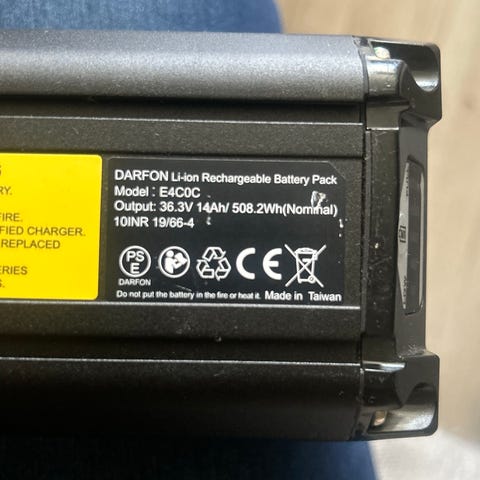 RY.
FIRE.
FIED CHARGER.
REPLACED
ERIES
DARFON Li-ion Rechargeable Battery Pack
Model : E4C0C
Output: 36.3V 14Ah/ 508.2Wh(Nominal)
10INR 19/66-4
PS
E
DARFON
CE
Do not put the battery in the fire or heat it. Made in Taiwan